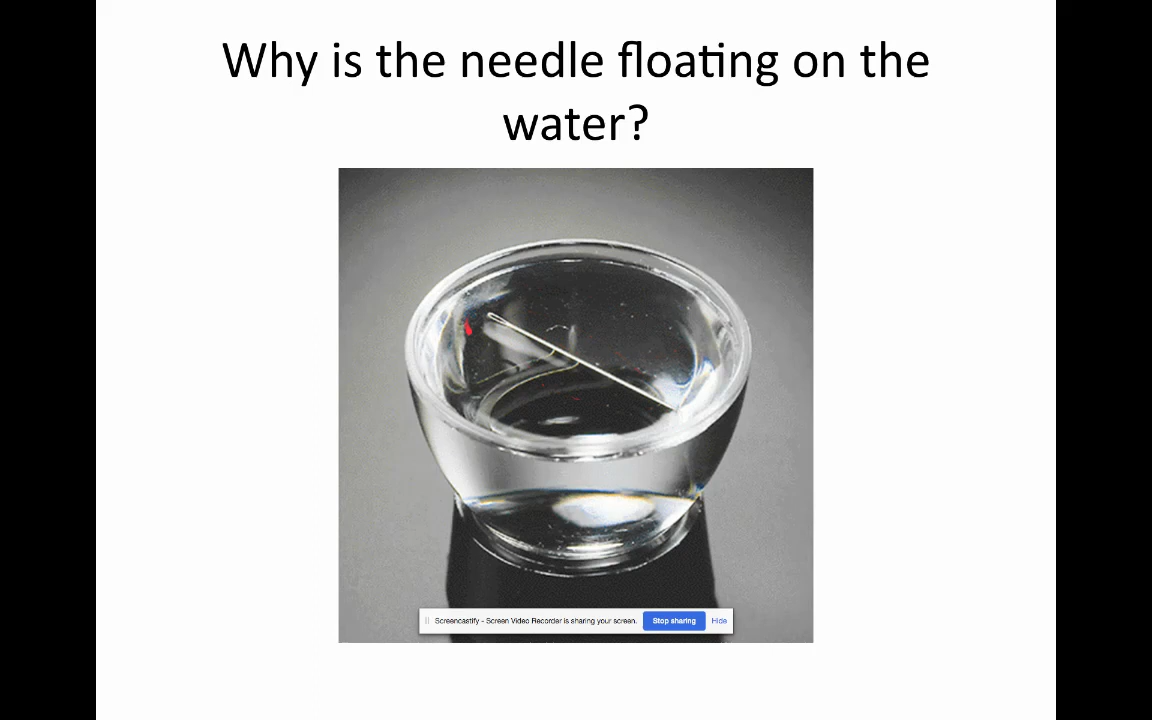 Why is the needle floating on the
water?
Screencastify - Screen Video Recorder is sharing your screen. Stop sharing Hide